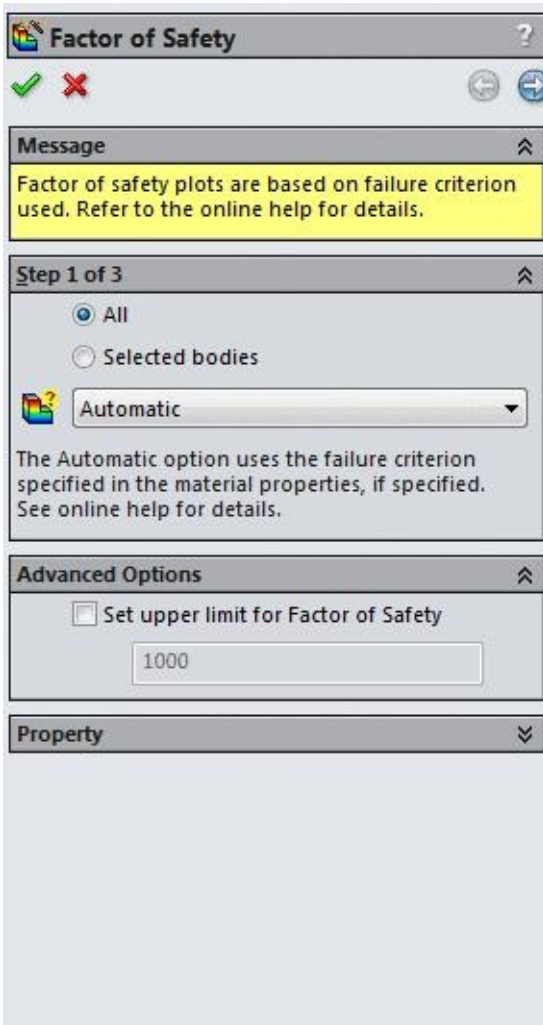 Factor of Safety
?
Message
Factor of safety plots are based on failure criterion
used. Refer to the online help for details.
Step 1 of 3
All
Selected bodies
?
Automatic
The Automatic option uses the failure criterion
specified in the material properties, if specified.
See online help for details.
Advanced Options
Set upper limit for Factor of Safety
1000
Property